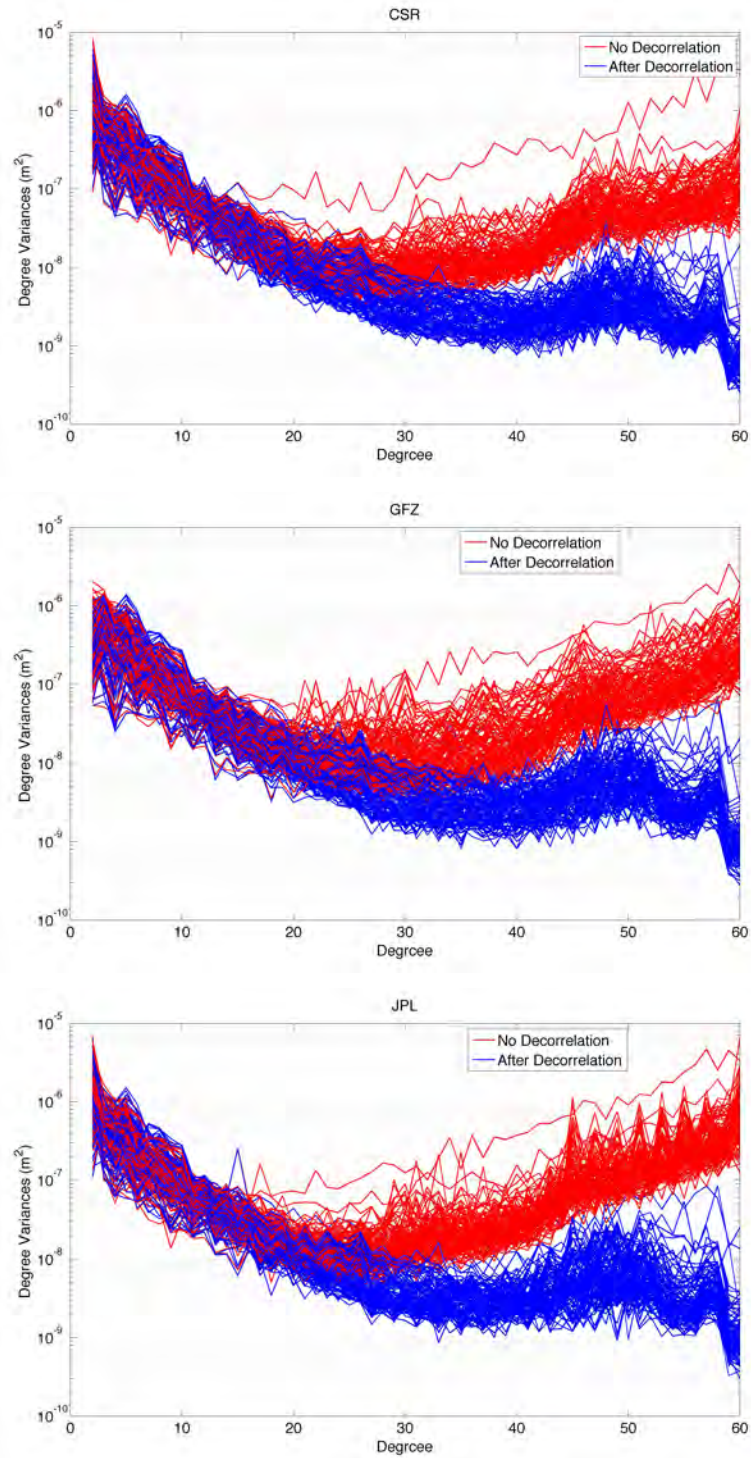 CSR
No Decorrelation
After Decorrelation
Degree Variances (m²)
10⁻⁵
10⁻⁶
10⁻⁷
10⁻⁸
10⁻⁹
10⁻¹⁰
0 10 20 30 40 50 60
Degrcee
GFZ
No Decorrelation
After Decorrelation
Degree Variances (m²)
10⁻⁵
10⁻⁶
10⁻⁷
10⁻⁸
10⁻⁹
10⁻¹⁰
0 10 20 30 40 50 60
Degrcee
JPL
No Decorrelation
After Decorrelation
Degree Variances (m²)
10⁻⁵
10⁻⁶
10⁻⁷
10⁻⁸
10⁻⁹
10⁻¹⁰
0 10 20 30 40 50 60
Degrcee